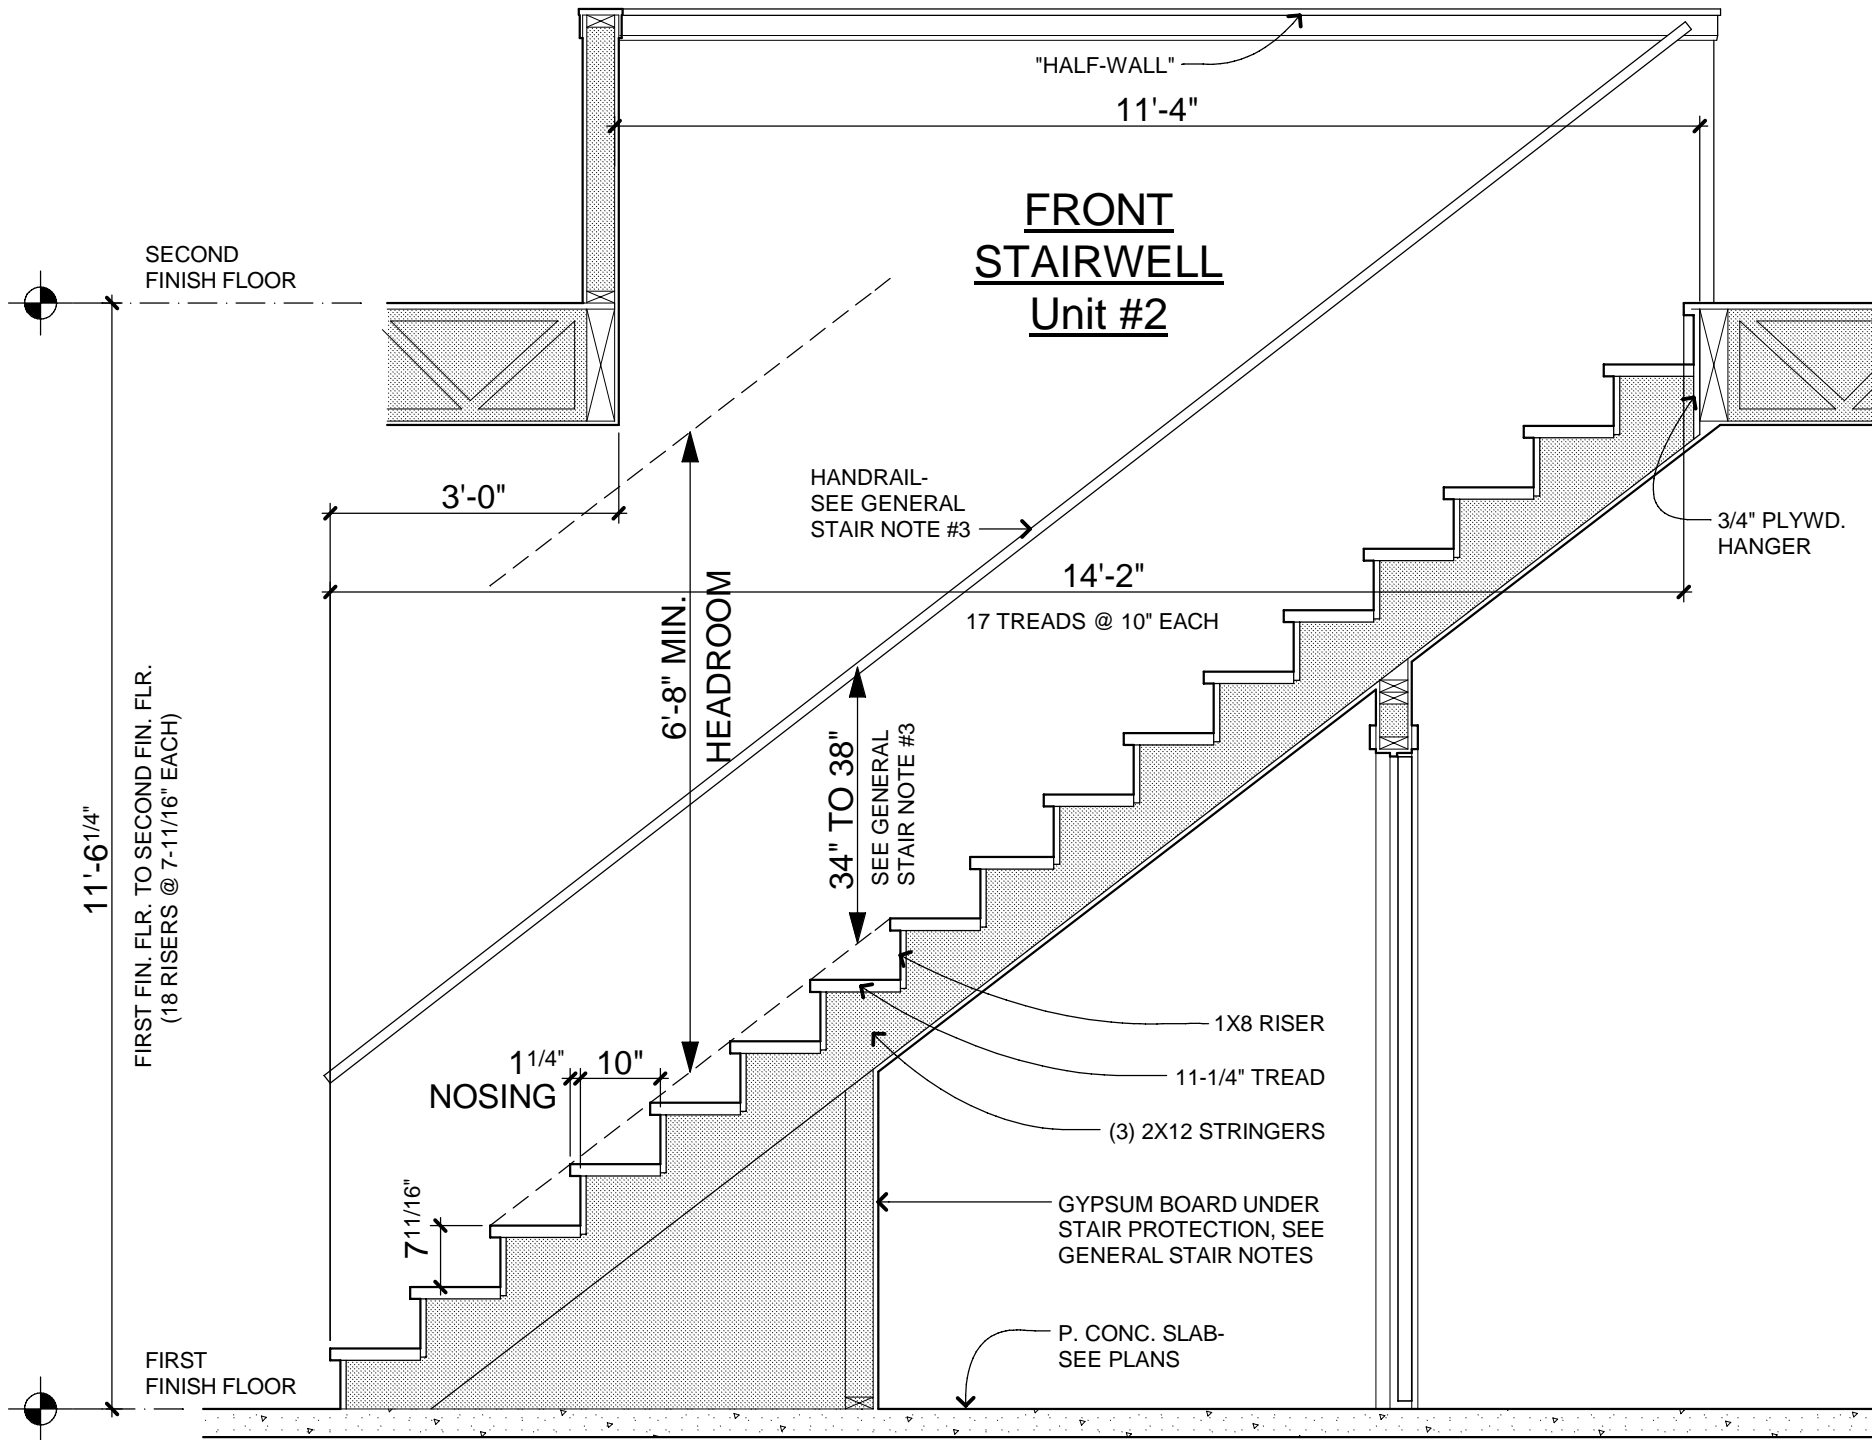 "HALF-WALL"
11'-4"
FRONT
STAIRWELL
Unit #2
SECOND
FINISH FLOOR
3'-0"
HANDRAIL-
SEE GENERAL
STAIR NOTE #3
3/4" PLYWD.
HANGER
14'-2"
17 TREADS @ 10" EACH
6'-8" MIN.
HEADROOM
34" TO 38"
SEE GENERAL
STAIR NOTE #3
11'-6 1/4"
FIRST FIN. FLR. TO SECOND FIN. FLR.
(18 RISERS @ 7-11/16" EACH)
1 1/4"
NOSING
10"
7 11/16"
1X8 RISER
11-1/4" TREAD
(3) 2X12 STRINGERS
GYPSUM BOARD UNDER
STAIR PROTECTION, SEE
GENERAL STAIR NOTES
P. CONC. SLAB-
SEE PLANS
FIRST
FINISH FLOOR